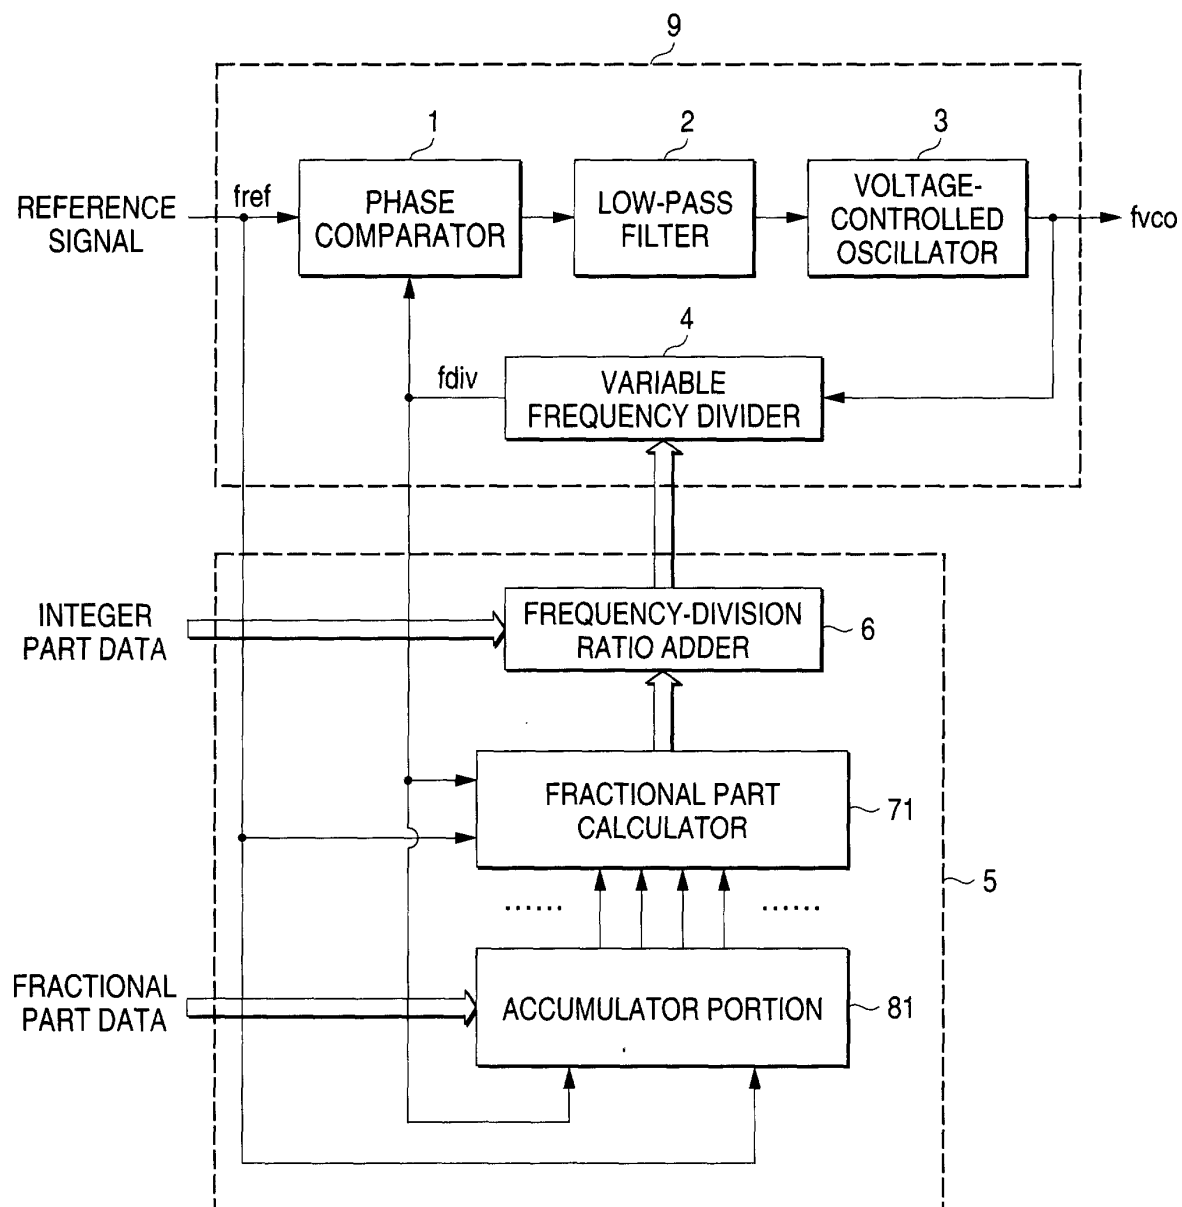 9
1
2
3
REFERENCE
SIGNAL
fref
PHASE
COMPARATOR
LOW-PASS
FILTER
VOLTAGE-
CONTROLLED
OSCILLATOR
fvco
4
fdiv
VARIABLE
FREQUENCY DIVIDER
INTEGER
PART DATA
FREQUENCY-DIVISION
RATIO ADDER
6
FRACTIONAL PART
CALCULATOR
71
5
......
......
FRACTIONAL
PART DATA
ACCUMULATOR PORTION
81